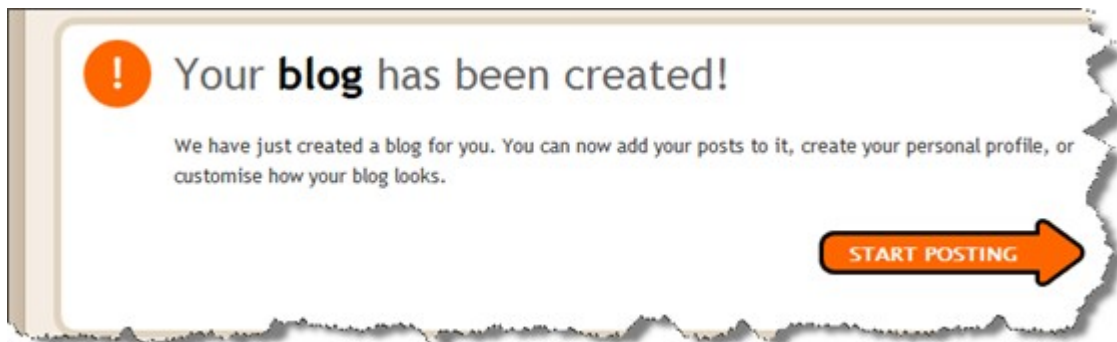 !
Your blog has been created!
We have just created a blog for you. You can now add your posts to it, create your personal profile, or
customise how your blog looks.
START POSTING